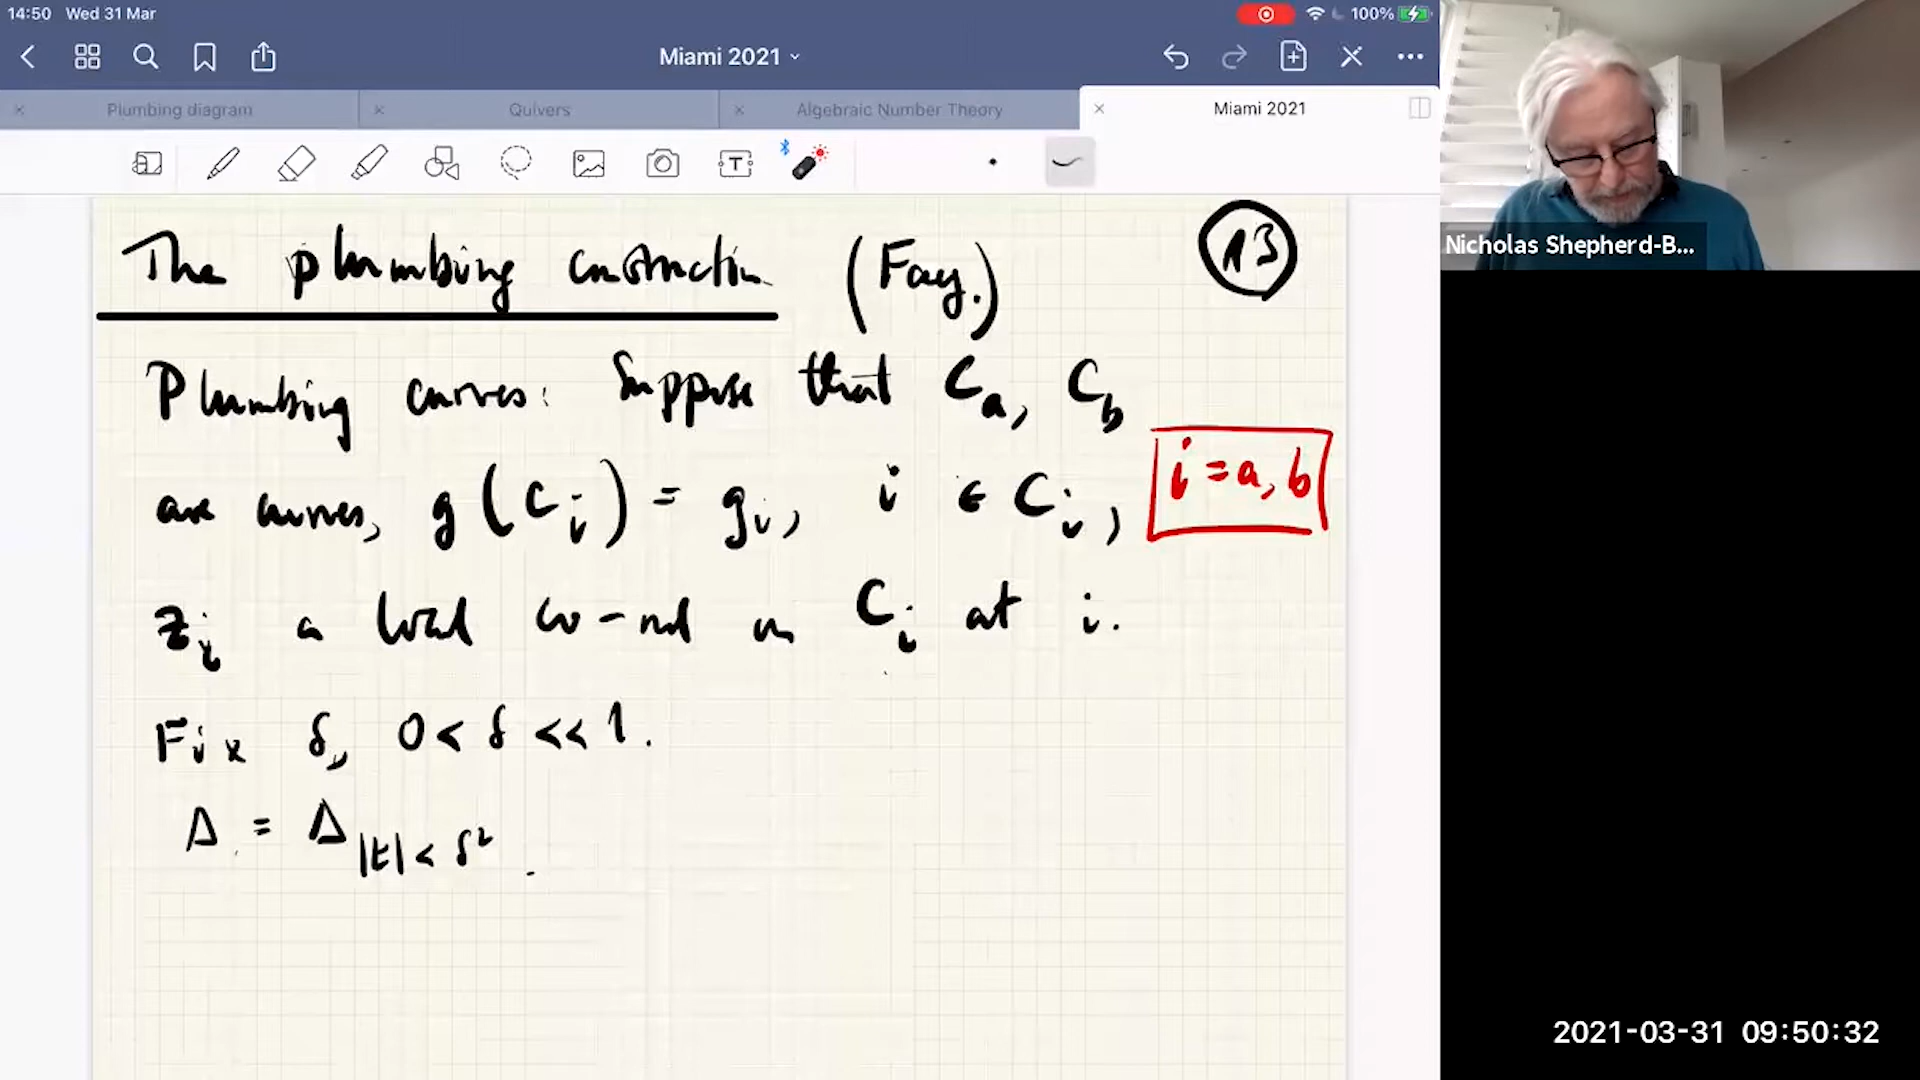 14:50 Wed 31 Mar
100%
Miami 2021
Plumbing diagram
Quivers
Algebraic Number Theory
Miami 2021
The plumbing construction (Fay.)
13
Plumbing curves: Suppose that C_a, C_b
are curves, g(C_i) = g_i, i ∈ C_i,
i = a, b
z_i a local co-ord on C_i at i.
Fix δ, 0 < δ << 1.
Δ = Δ_{|t| < δ²}.
Nicholas Shepherd-B...
2021-03-31 09:50:32